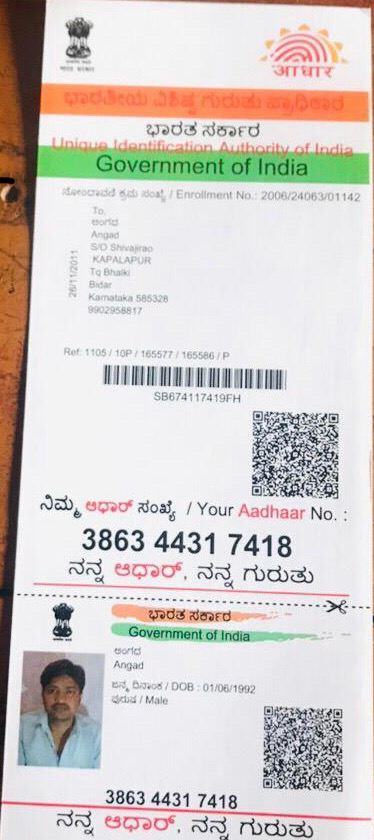 आधार
ಭಾರತೀಯ ವಿಶಿಷ್ಟ ಗುರುತು ಪ್ರಾಧಿಕಾರ
ಭಾರತ ಸರ್ಕಾರ
Unique Identification Authority of India
Government of India
ನೋಂದಾವಣೆ ಕ್ರಮ ಸಂಖ್ಯೆ / Enrollment No.: 2006/24063/01142
26/11/2011
To,
ಅಂಗದ
Angad
S/O Shivajirao
KAPALAPUR
Tq Bhalki
Bidar
Karnataka 585328
9902958817
Ref: 1105 / 10P / 165577 / 165586 / P
SB674117419FH
ನಿಮ್ಮ ಆಧಾರ್ ಸಂಖ್ಯೆ / Your Aadhaar No. :
3863 4431 7418
ನನ್ನ ಆಧಾರ್, ನನ್ನ ಗುರುತು
ಭಾರತ ಸರ್ಕಾರ
Government of India
ಅಂಗದ
Angad
ಜನ್ಮ ದಿನಾಂಕ / DOB : 01/06/1992
ಪುರುಷ / Male
3863 4431 7418
ನನ್ನ ಆಧಾರ್, ನನ್ನ ಗುರುತು